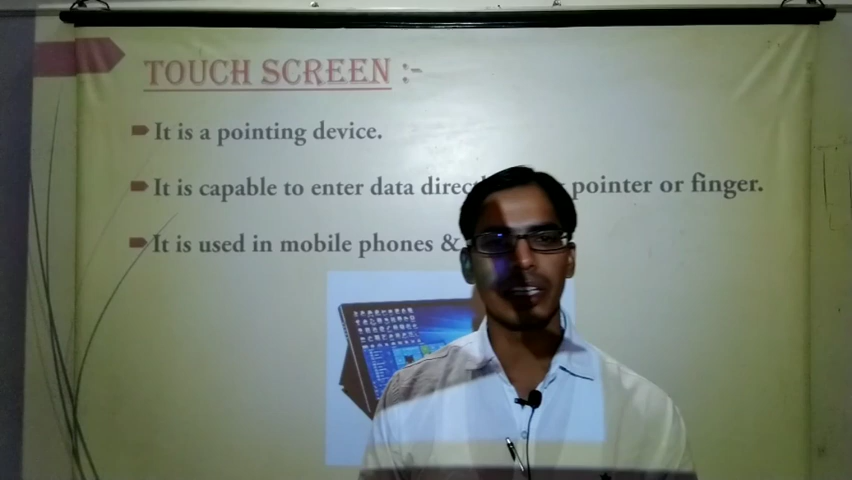 TOUCH SCREEN :-
It is a pointing device.
It is capable to enter data pointer or finger.
It is used in mobile phones &